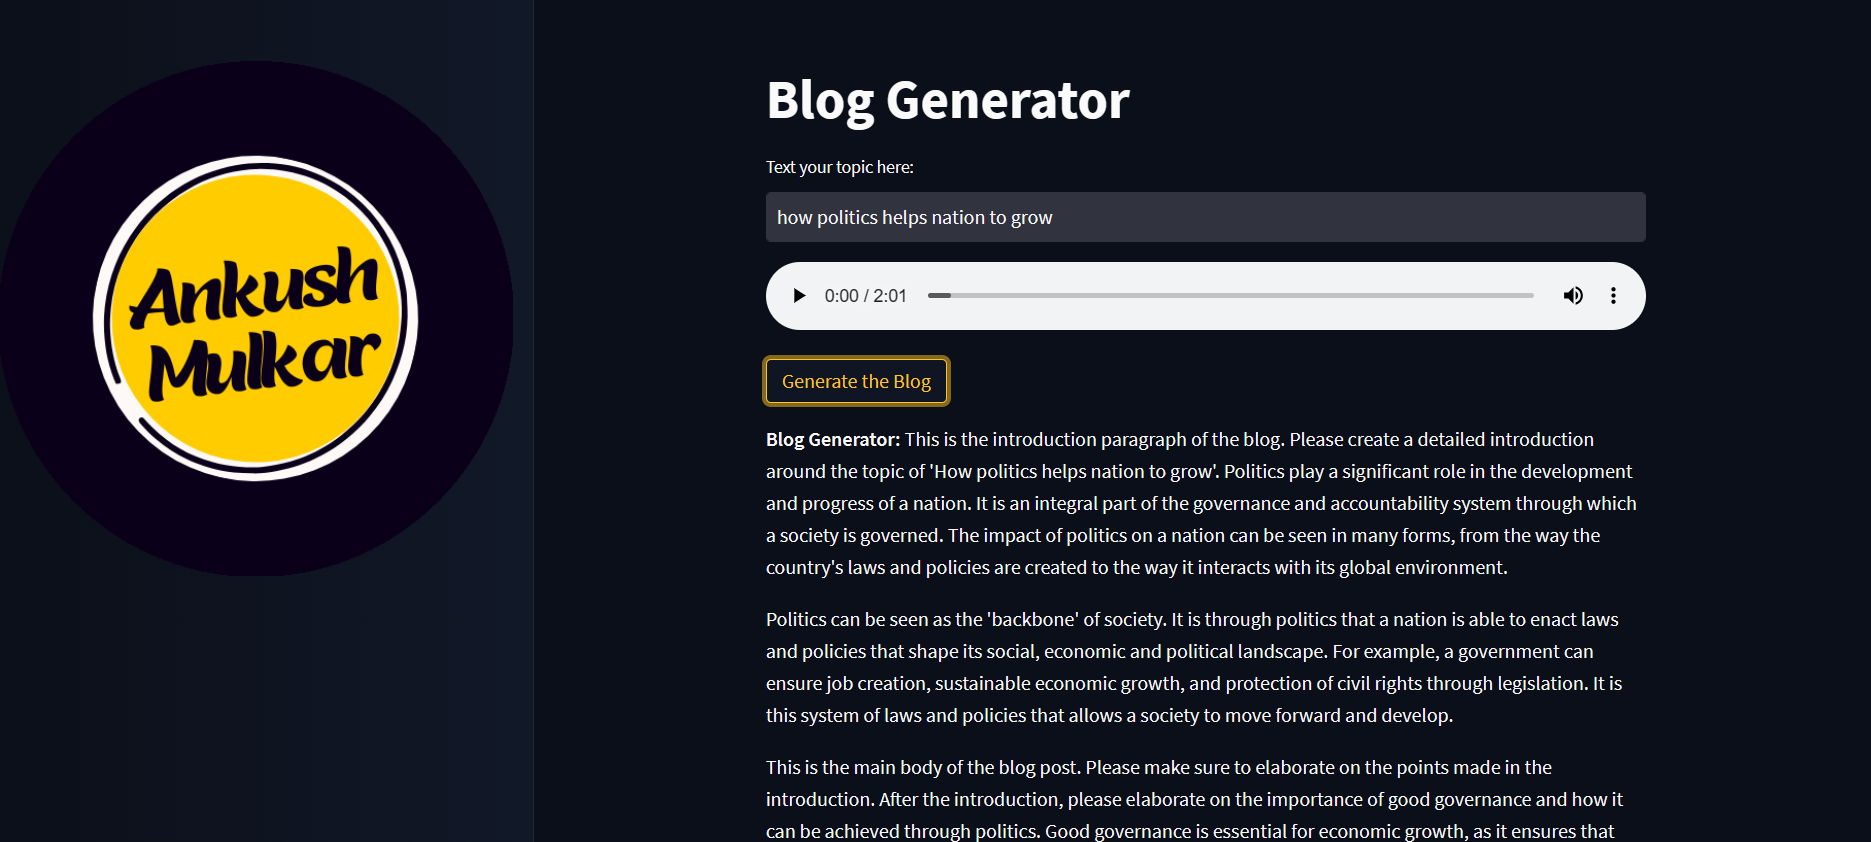 Ankush
Mulkar
Blog Generator
Text your topic here:
how politics helps nation to grow
0:00 / 2:01
Generate the Blog
Blog Generator: This is the introduction paragraph of the blog. Please create a detailed introduction
around the topic of 'How politics helps nation to grow'. Politics play a significant role in the development
and progress of a nation. It is an integral part of the governance and accountability system through which
a society is governed. The impact of politics on a nation can be seen in many forms, from the way the
country's laws and policies are created to the way it interacts with its global environment.
Politics can be seen as the 'backbone' of society. It is through politics that a nation is able to enact laws
and policies that shape its social, economic and political landscape. For example, a government can
ensure job creation, sustainable economic growth, and protection of civil rights through legislation. It is
this system of laws and policies that allows a society to move forward and develop.
This is the main body of the blog post. Please make sure to elaborate on the points made in the
introduction. After the introduction, please elaborate on the importance of good governance and how it
can be achieved through politics. Good governance is essential for economic growth, as it ensures that